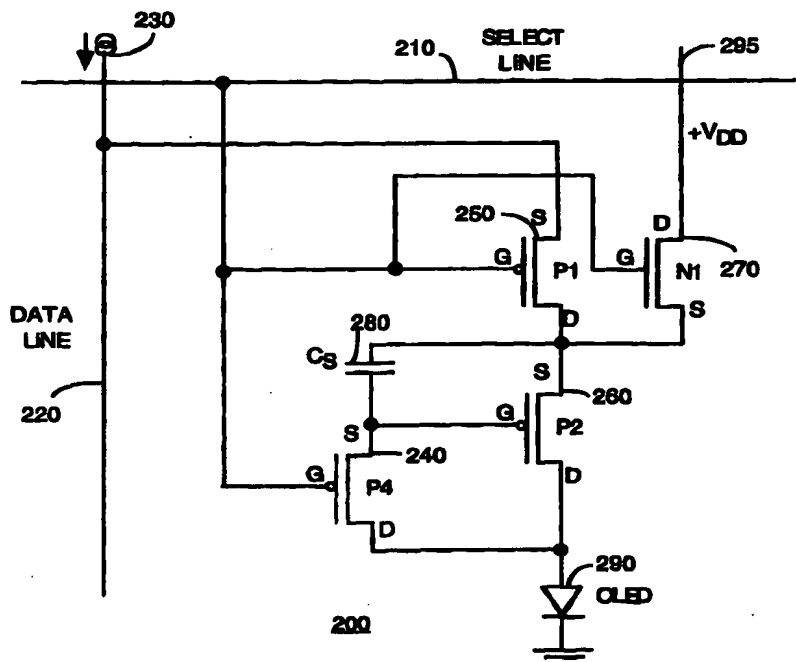 230
SELECT
LINE
210
295
+VDD
250
S
D
G
P1
G
N1
270
D
S
DATA
LINE
280
CS
S
260
G
P2
220
S
240
G
P4
D
D
290
OLED
200